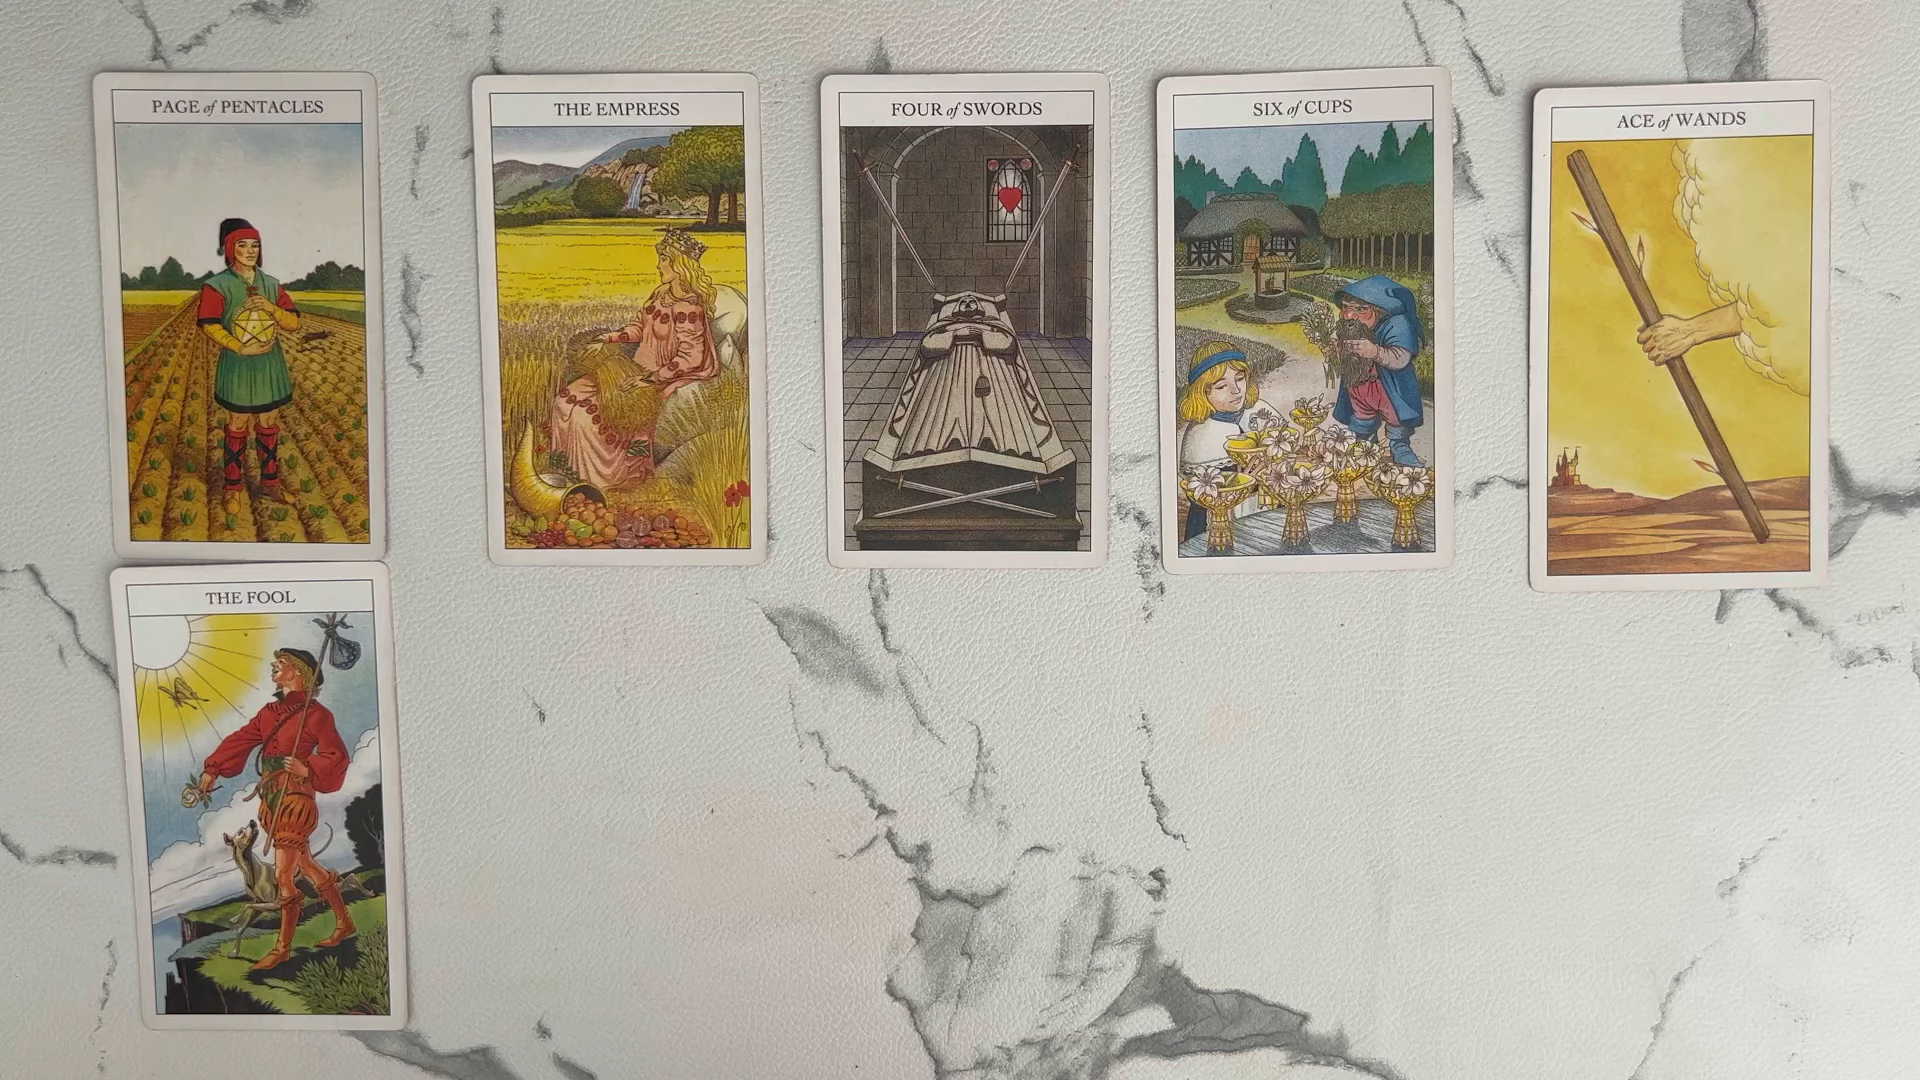 PAGE of PENTACLES
THE EMPRESS
FOUR of SWORDS
SIX of CUPS
ACE of WANDS
THE FOOL